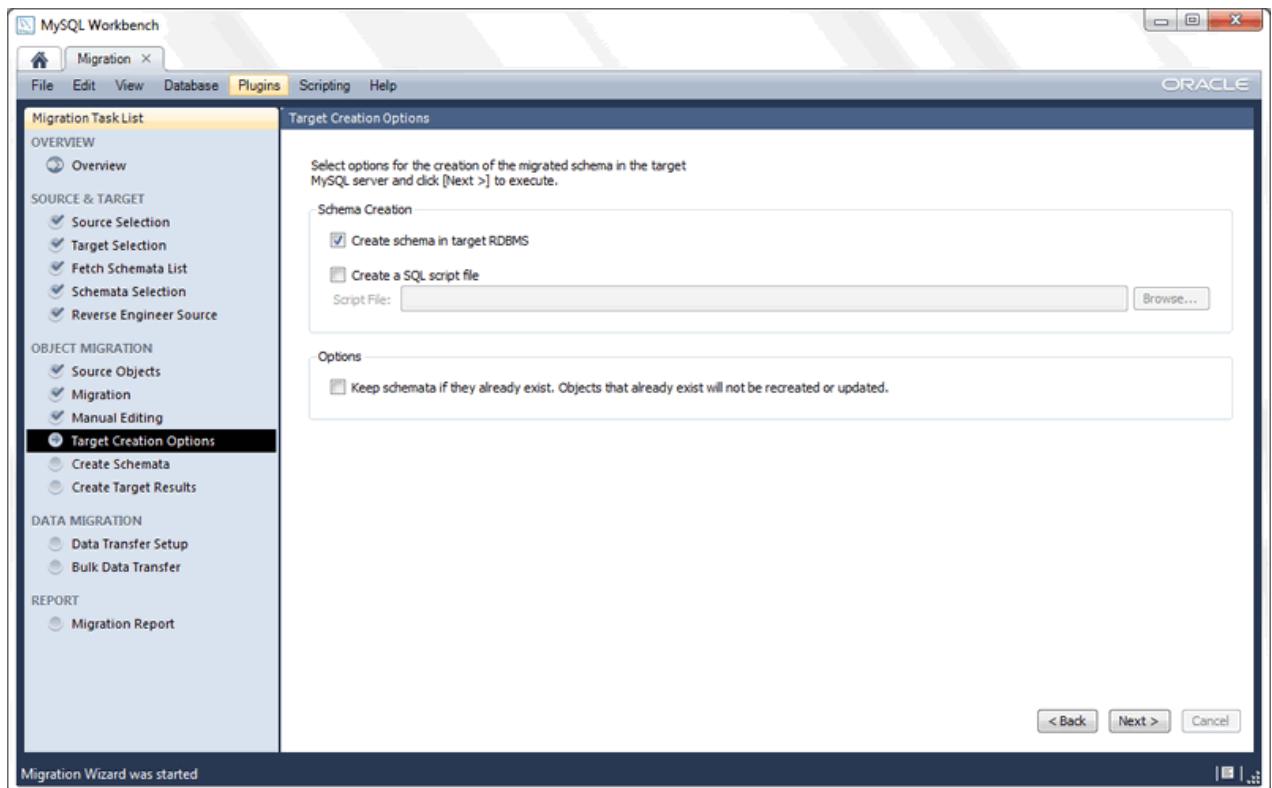 MySQL Workbench
Migration
File Edit View Database Plugins Scripting Help ORACLE
Migration Task List
OVERVIEW
Overview
SOURCE & TARGET
Source Selection
Target Selection
Fetch Schemata List
Schemata Selection
Reverse Engineer Source
OBJECT MIGRATION
Source Objects
Migration
Manual Editing
Target Creation Options
Create Schemata
Create Target Results
DATA MIGRATION
Data Transfer Setup
Bulk Data Transfer
REPORT
Migration Report
Target Creation Options
Select options for the creation of the migrated schema in the target
MySQL server and click [Next >] to execute.
Schema Creation
Create schema in target RDBMS
Create a SQL script file
Script File: Browse...
Options
Keep schemata if they already exist. Objects that already exist will not be recreated or updated.
< Back Next > Cancel
Migration Wizard was started